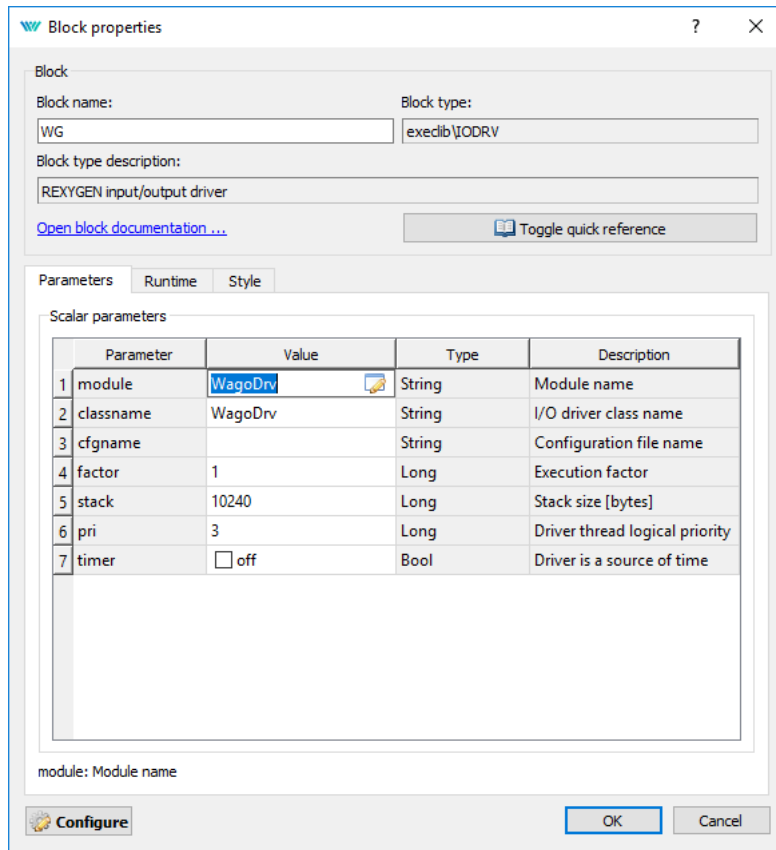 Block properties
?
Block
Block name: Block type:
WG execlib\IODRV
Block type description:
REXYGEN input/output driver
Open block documentation ... Toggle quick reference
Parameters Runtime Style
Scalar parameters
Parameter Value Type Description
1 module WagoDrv String Module name
2 classname WagoDrv String I/O driver class name
3 cfgname String Configuration file name
4 factor 1 Long Execution factor
5 stack 10240 Long Stack size [bytes]
6 pri 3 Long Driver thread logical priority
7 timer off Bool Driver is a source of time
module: Module name
Configure OK Cancel